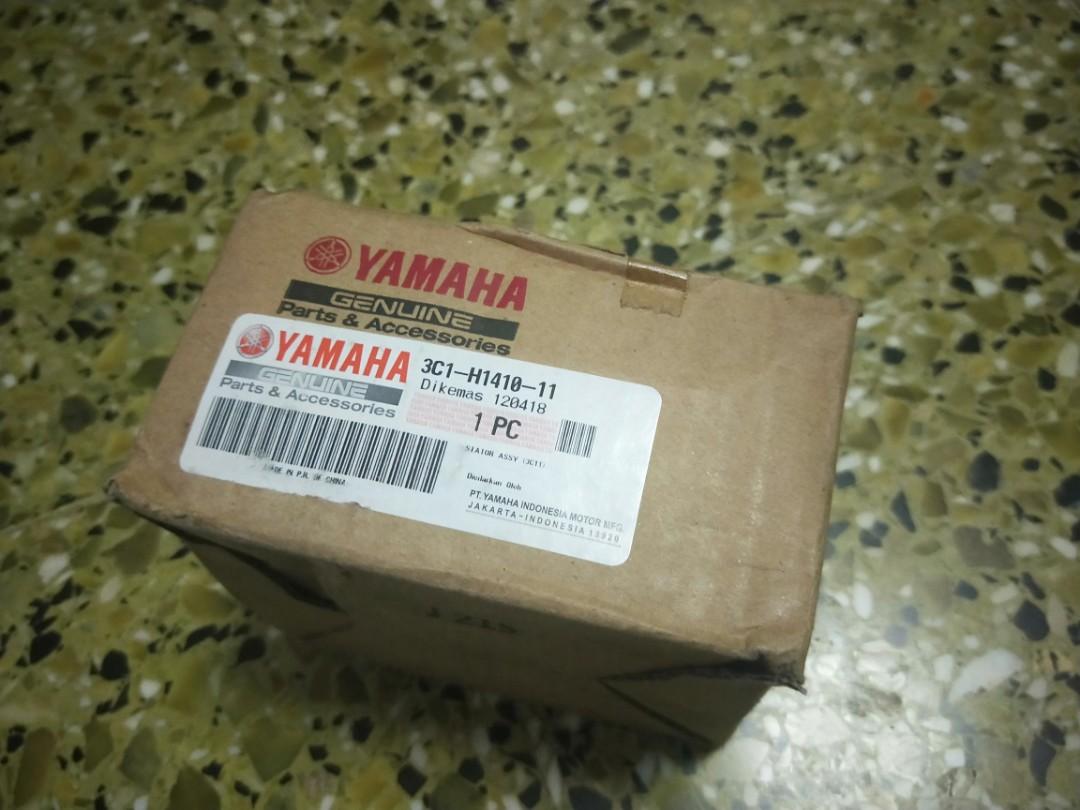 YAMAHA
GENUINE
Parts & Accessories
YAMAHA
GENUINE
Parts & Accessories
3C1-H1410-11
Dikemas 120418
1 PC
STATOR ASSY (3C11)
MADE IN P.R. OF CHINA
Diedarkan Oleh
PT. YAMAHA INDONESIA MOTOR MFG.
JAKARTA-INDONESIA 13920